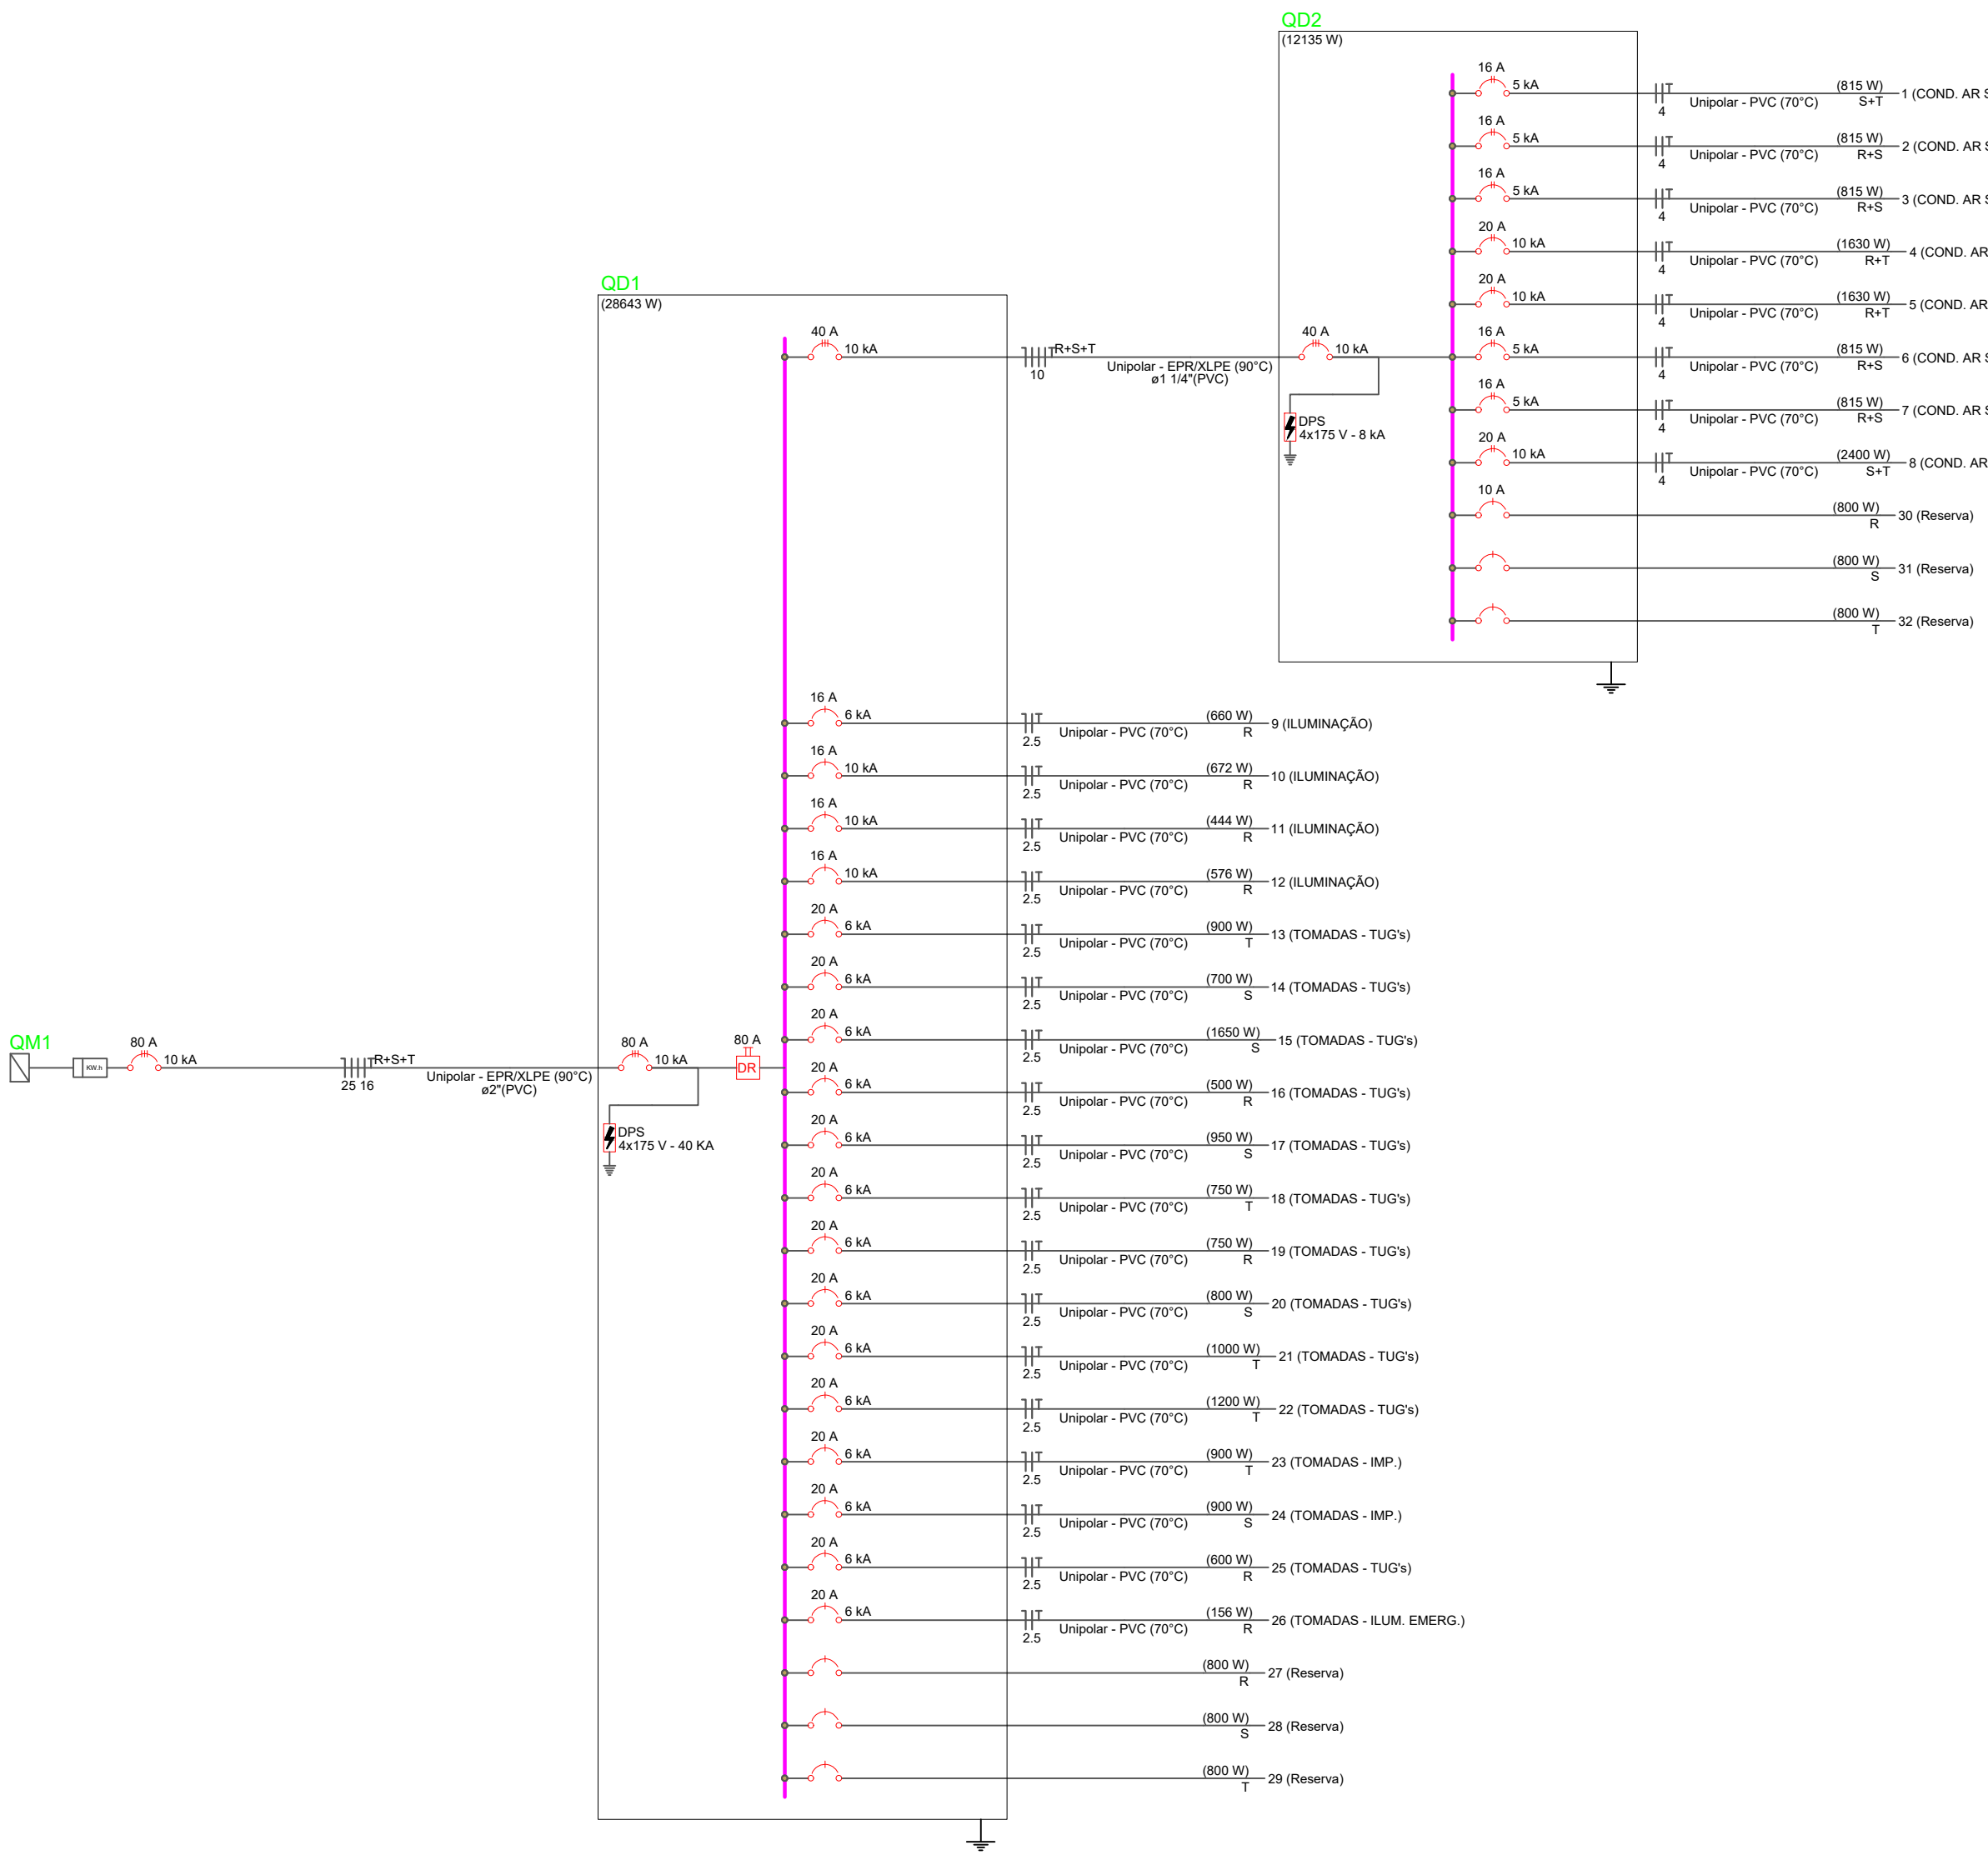 QD2
(12135 W)
16 A
5 kA
4
Unipolar - PVC (70°C)
(815 W)
S+T
1 (COND. AR
16 A
5 kA
4
Unipolar - PVC (70°C)
(815 W)
R+S
2 (COND. AR
16 A
5 kA
4
Unipolar - PVC (70°C)
(815 W)
R+S
3 (COND. AR
20 A
10 kA
4
Unipolar - PVC (70°C)
(1630 W)
R+T
4 (COND. AR
20 A
10 kA
4
Unipolar - PVC (70°C)
(1630 W)
R+T
5 (COND. AR
16 A
5 kA
4
Unipolar - PVC (70°C)
(815 W)
R+S
6 (COND. AR
16 A
5 kA
4
Unipolar - PVC (70°C)
(815 W)
R+S
7 (COND. AR
20 A
10 kA
4
Unipolar - PVC (70°C)
(2400 W)
S+T
8 (COND. AR
10 A
(800 W)
R
30 (Reserva)
(800 W)
S
31 (Reserva)
(800 W)
T
32 (Reserva)
40 A
10 kA
DPS
4x175 V - 8 kA
QD1
(28643 W)
40 A
10 kA
T
R+S+T
10
Unipolar - EPR/XLPE (90°C)
ø1 1/4"(PVC)
16 A
6 kA
2.5
Unipolar - PVC (70°C)
(660 W)
R
9 (ILUMINAÇÃO)
16 A
10 kA
2.5
Unipolar - PVC (70°C)
(672 W)
R
10 (ILUMINAÇÃO)
16 A
10 kA
2.5
Unipolar - PVC (70°C)
(444 W)
R
11 (ILUMINAÇÃO)
16 A
10 kA
2.5
Unipolar - PVC (70°C)
(576 W)
R
12 (ILUMINAÇÃO)
20 A
6 kA
2.5
Unipolar - PVC (70°C)
(900 W)
T
13 (TOMADAS - TUG's)
20 A
6 kA
2.5
Unipolar - PVC (70°C)
(700 W)
S
14 (TOMADAS - TUG's)
20 A
6 kA
2.5
Unipolar - PVC (70°C)
(1650 W)
S
15 (TOMADAS - TUG's)
20 A
6 kA
2.5
Unipolar - PVC (70°C)
(500 W)
R
16 (TOMADAS - TUG's)
20 A
6 kA
2.5
Unipolar - PVC (70°C)
(950 W)
S
17 (TOMADAS - TUG's)
20 A
6 kA
2.5
Unipolar - PVC (70°C)
(750 W)
T
18 (TOMADAS - TUG's)
20 A
6 kA
2.5
Unipolar - PVC (70°C)
(750 W)
R
19 (TOMADAS - TUG's)
20 A
6 kA
2.5
Unipolar - PVC (70°C)
(800 W)
S
20 (TOMADAS - TUG's)
20 A
6 kA
2.5
Unipolar - PVC (70°C)
(1000 W)
T
21 (TOMADAS - TUG's)
20 A
6 kA
2.5
Unipolar - PVC (70°C)
(1200 W)
T
22 (TOMADAS - TUG's)
20 A
6 kA
2.5
Unipolar - PVC (70°C)
(900 W)
T
23 (TOMADAS - IMP.)
20 A
6 kA
2.5
Unipolar - PVC (70°C)
(900 W)
S
24 (TOMADAS - IMP.)
20 A
6 kA
2.5
Unipolar - PVC (70°C)
(600 W)
R
25 (TOMADAS - TUG's)
20 A
6 kA
2.5
Unipolar - PVC (70°C)
(156 W)
R
26 (TOMADAS - ILUM. EMERG.)
(800 W)
R
27 (Reserva)
(800 W)
S
28 (Reserva)
(800 W)
T
29 (Reserva)
QM1
KW.h
80 A
10 kA
R+S+T
25 16
Unipolar - EPR/XLPE (90°C)
ø2"(PVC)
80 A
10 kA
80 A
DR
DPS
4x175 V - 40 KA